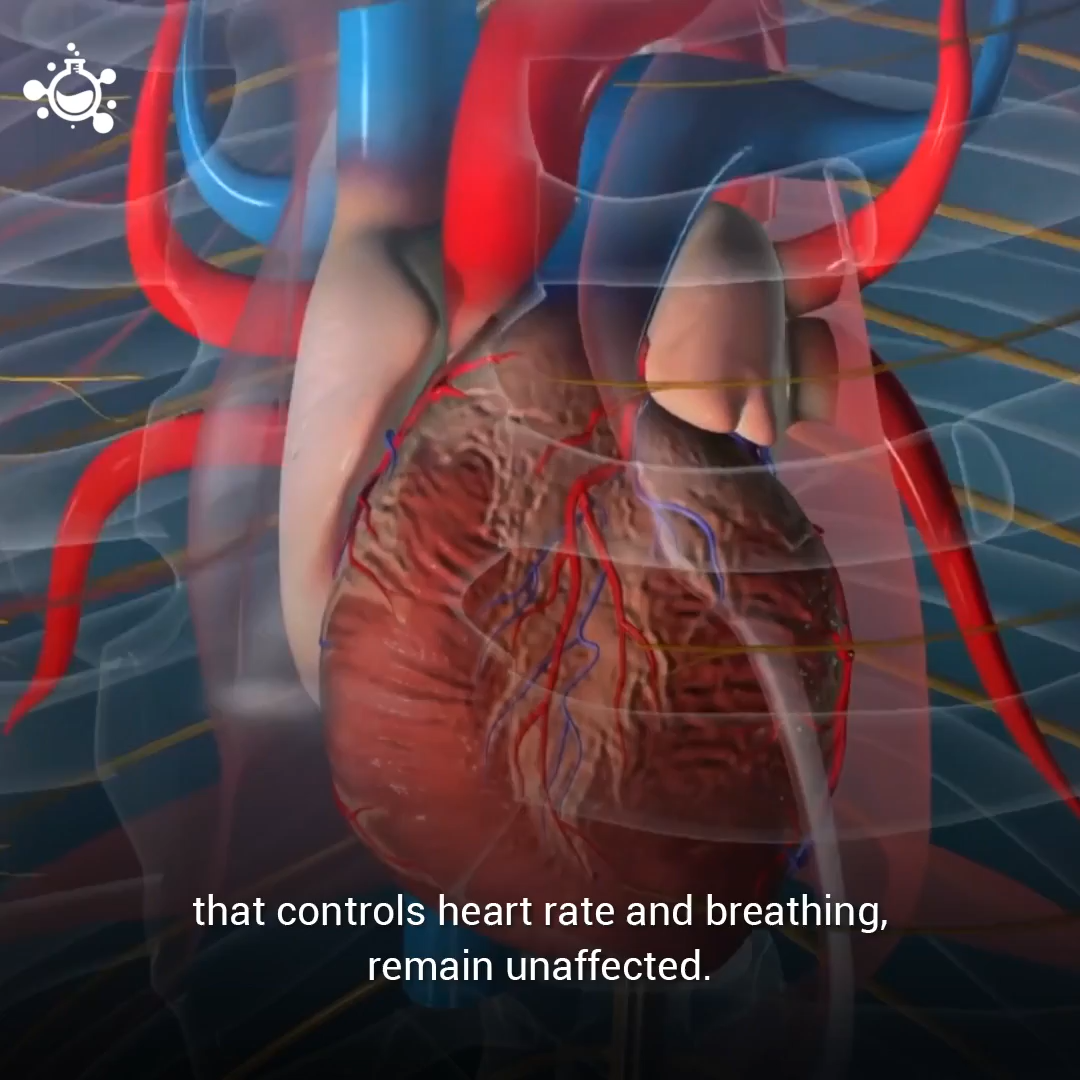 that controls heart rate and breathing,
remain unaffected.